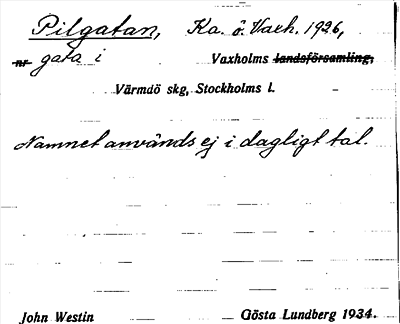 Pilgatan, Ka. ö. Vaxh. 1926,
nr gata i Vaxholms landsförsamling,
Värmdö skg, Stockholms l.
Namnet används ej i dagligt tal.
John Westin Gösta Lundberg 1934.